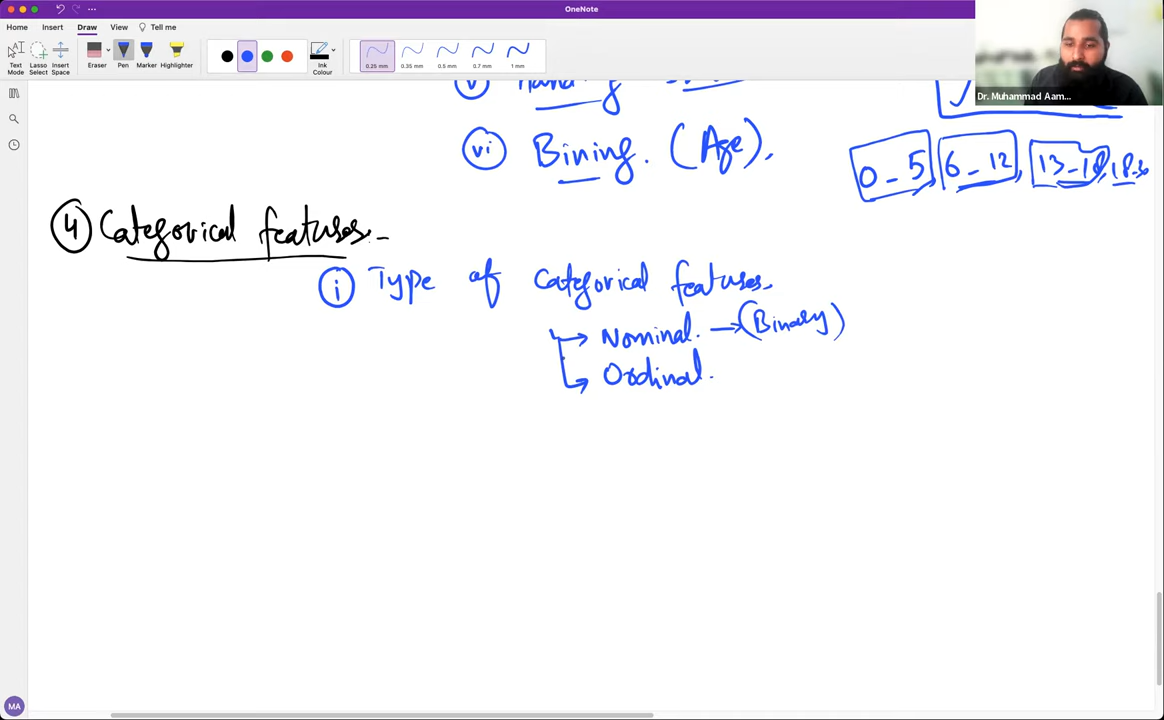 OneNote
Home Insert Draw View Tell me
Text Mode
Lasso Select
Insert Space
Eraser
Pen
Marker
Highlighter
0.25 mm
0.35 mm
0.5 mm
0.7 mm
1 mm
Ink Colour
Dr. Muhammad Aam...
v
vi Bining. (Age),
0 - 5, 6 - 12, 13 - 18, 18-30
4 Categorical features.-
i Type of Categorical features.
→ Nominal. → (Binary)
→ Ordinal.
MA